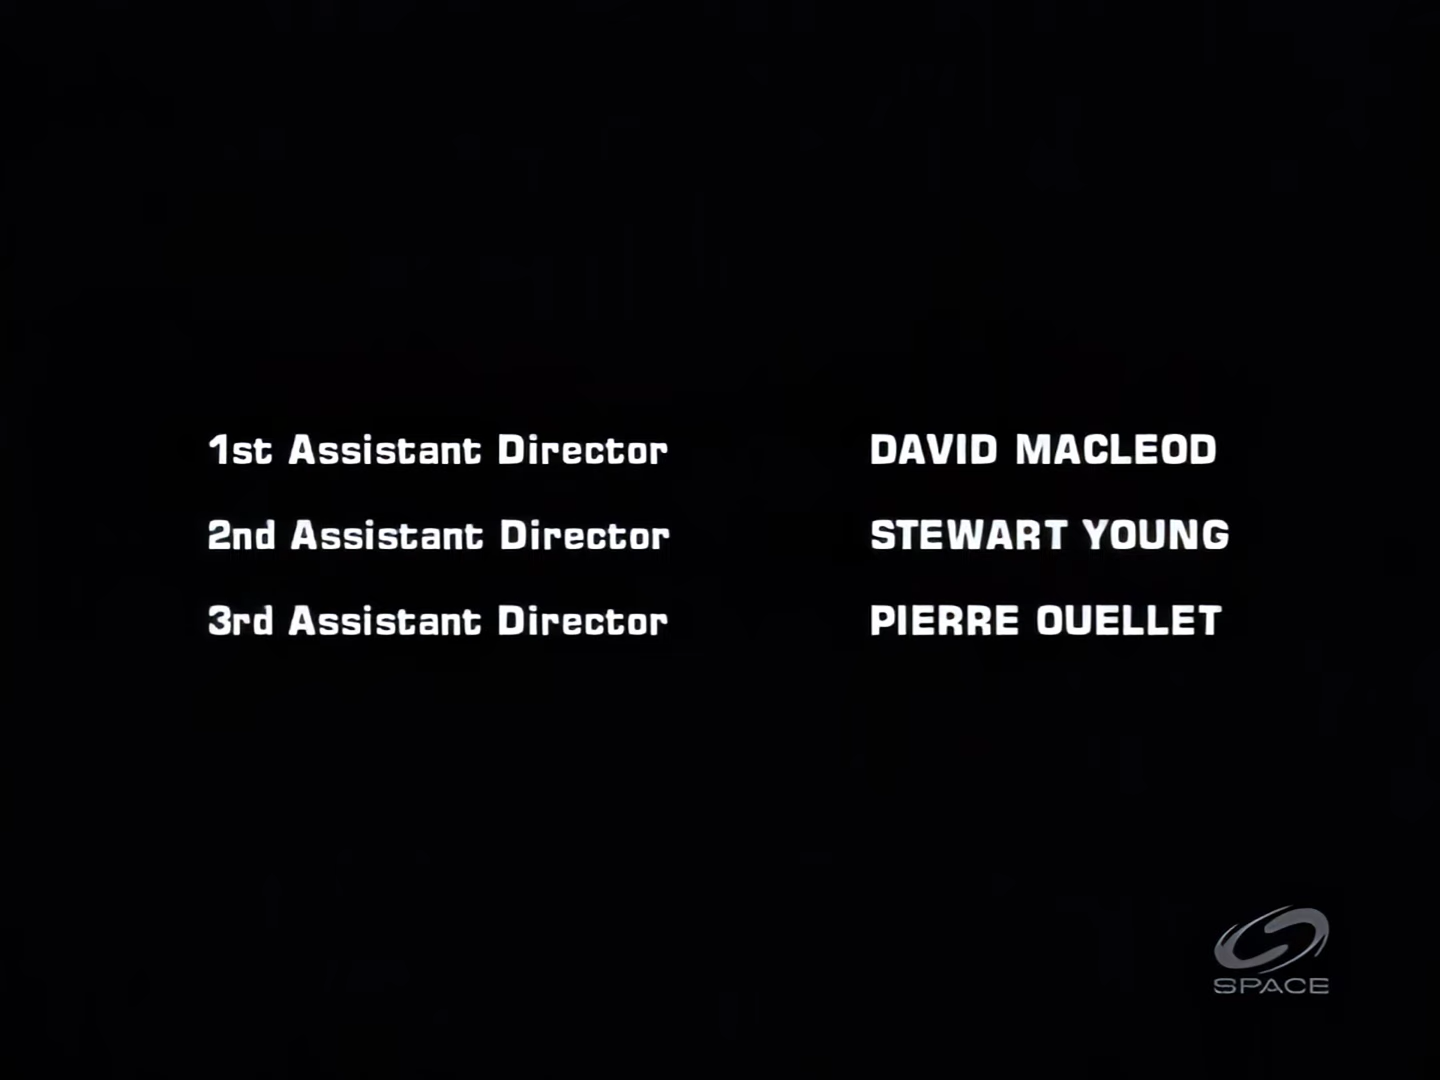 1st Assistant Director DAVID MACLEOD
2nd Assistant Director STEWART YOUNG
3rd Assistant Director PIERRE OUELLET
SPACE